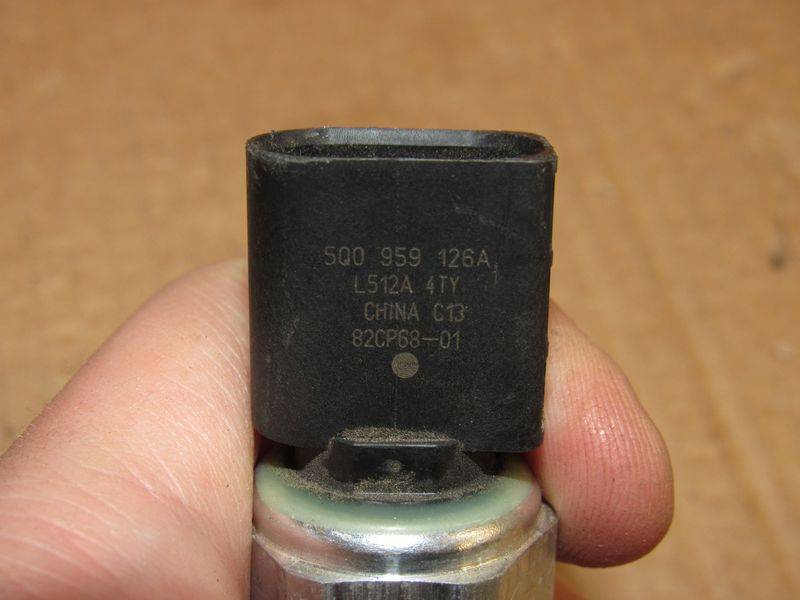 5Q0 959 126A
L512A 4TY
CHINA C13
82CP68-01